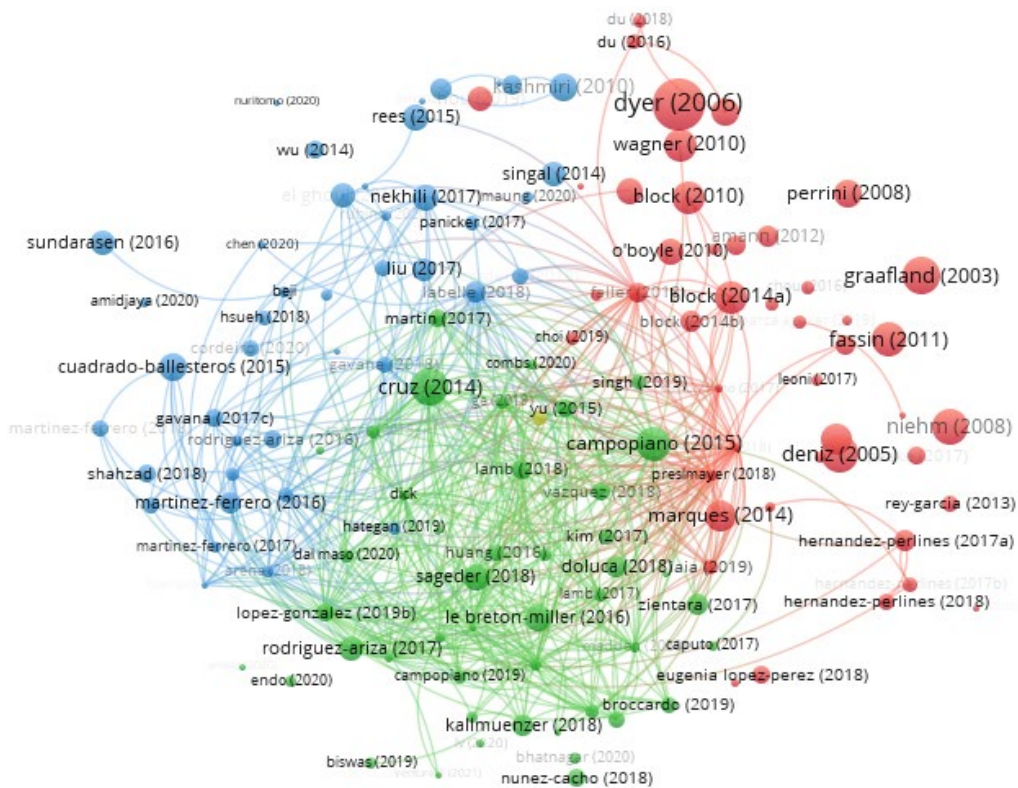 du (2018)
du (2016)
kashmiri (2010)
nuritomo (2020)
dyer (2006)
rees (2015)
wagner (2010)
wu (2014)
singal (2014)
nekhili (2017)
maung (2020)
block (2010)
perrini (2008)
panicker (2017)
amann (2012)
sundarasen (2016)
chen (2020)
o'boyle (2010)
liu (2017)
graafland (2003)
beji
labelle (2018)
block (2014a)
amidjaya (2020)
hsueh (2018)
martin (2017)
block (2014b)
choi (2019)
fassin (2011)
cordeiro (2020)
cuadrado-ballesteros (2015)
combs (2020)
leoni (2017)
cruz (2014)
singh (2019)
yu (2015)
gavana (2017c)
niehm (2008)
rodriguez-ariza (2016)
campopiano (2015)
deniz (2005)
shahzad (2018)
lamb (2018)
preslmayer (2018)
dick
vazquez (2018)
martinez-ferrero (2016)
marques (2014)
rey-garcia (2013)
hategan (2019)
kim (2017)
hernandez-perlines (2017a)
martinez-ferrero (2017)
dal maso (2020)
huang (2016)
doluca (2018)
sageder (2018)
hernandez-perlines (2017b)
lamb (2017)
hernandez-perlines (2018)
zientara (2017)
lopez-gonzalez (2019b)
le breton-miller (2016)
rodriguez-ariza (2017)
caputo (2017)
campopiano (2019)
eugenia lopez-perez (2018)
endo (2020)
broccardo (2019)
kallmuenzer (2018)
bhatnagar (2020)
biswas (2019)
nunez-cacho (2018)